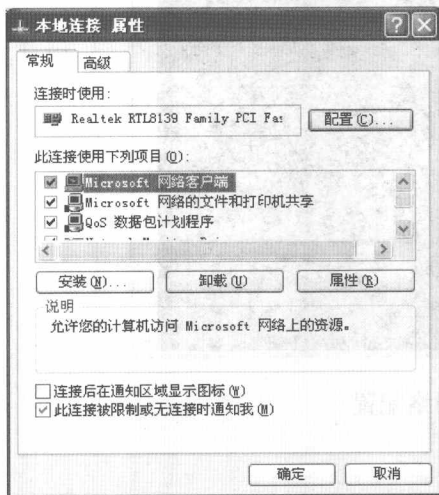 本地连接 属性
常规 高级
连接时使用:
Realtek RTL8139 Family PCI Fas
配置(C)...
此连接使用下列项目(O):
Microsoft 网络客户端
Microsoft 网络的文件和打印机共享
QoS 数据包计划程序
安装(N)... 卸载(U) 属性(R)
说明
允许您的计算机访问 Microsoft 网络上的资源。
连接后在通知区域显示图标(W)
此连接被限制或无连接时通知我(M)
确定 取消